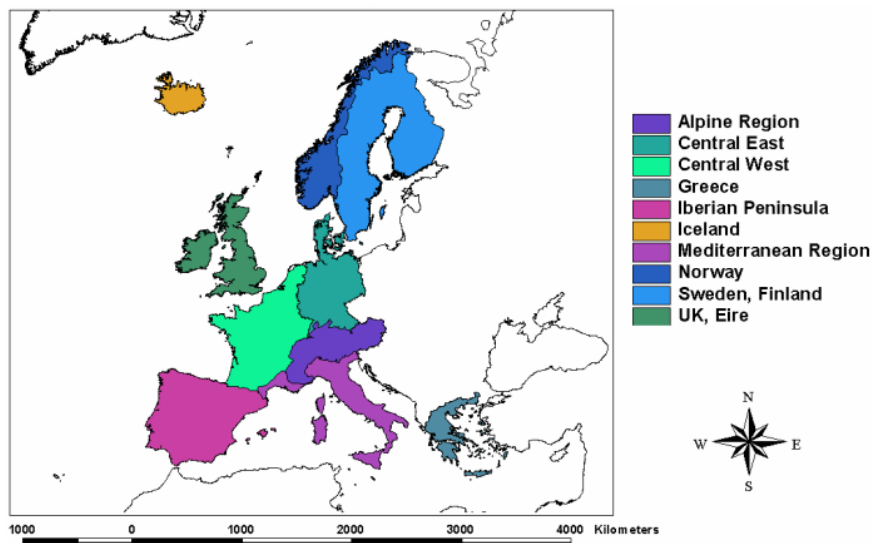 Alpine Region
Central East
Central West
Greece
Iberian Peninsula
Iceland
Mediterranean Region
Norway
Sweden, Finland
UK, Eire
N
W E
S
1000 0 1000 2000 3000 4000 Kilometers